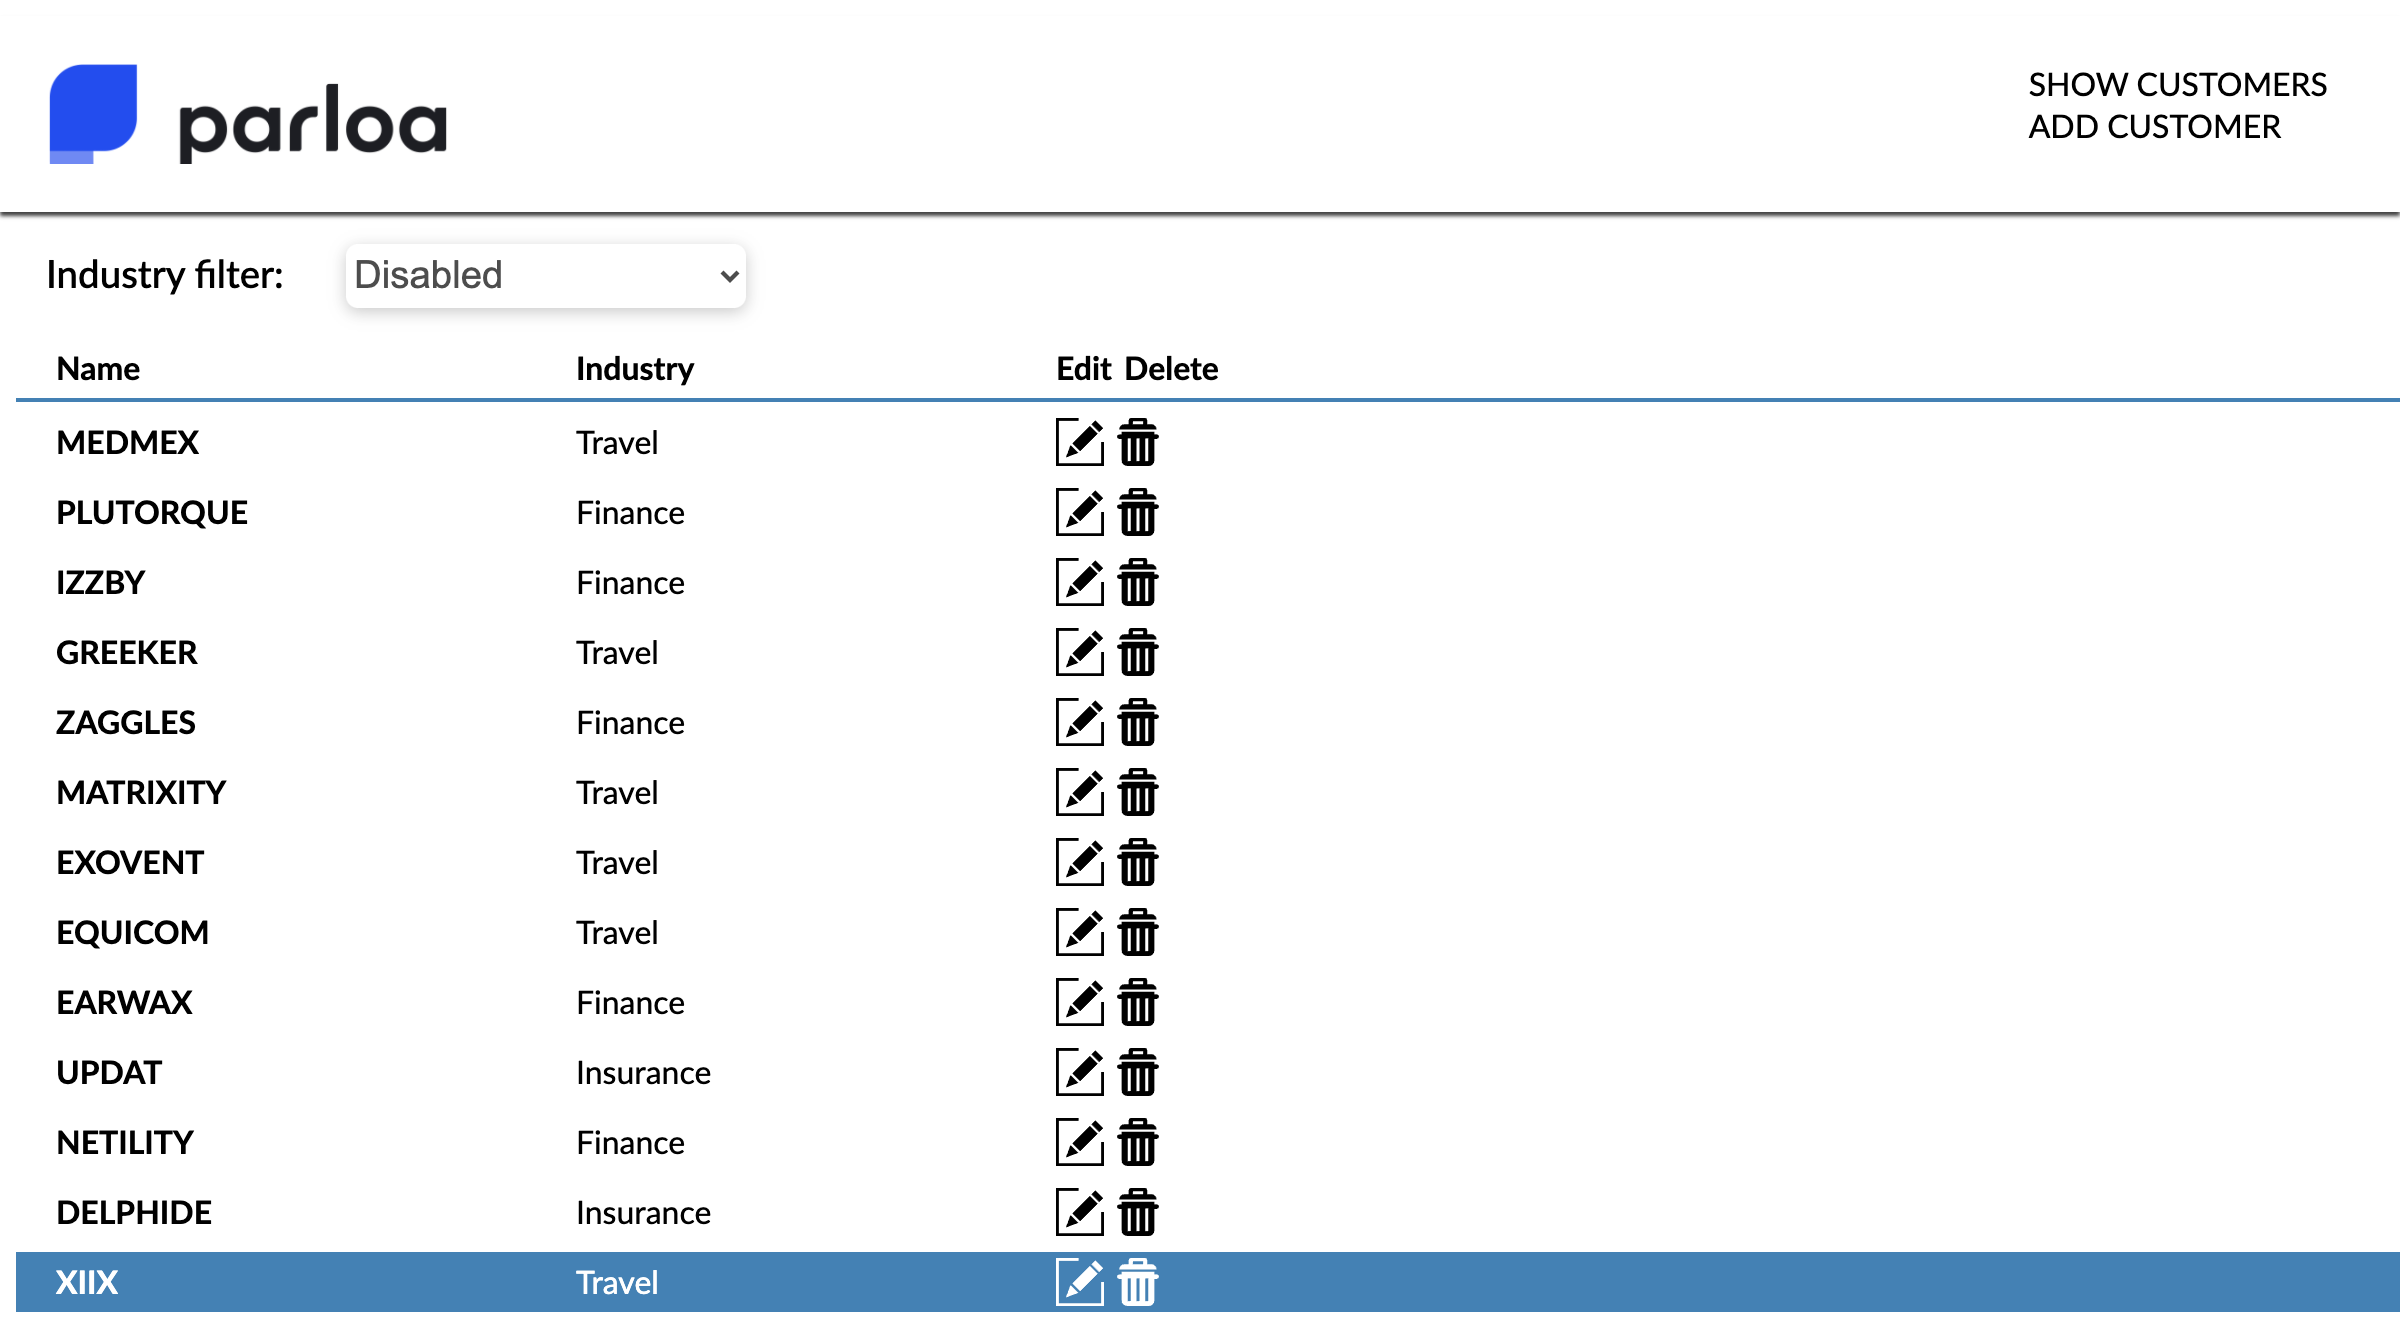 parloa
SHOW CUSTOMERS
ADD CUSTOMER
Industry filter: Disabled
Name Industry Edit Delete
MEDMEX Travel
PLUTORQUE Finance
IZZBY Finance
GREEKER Travel
ZAGGLES Finance
MATRIXITY Travel
EXOVENT Travel
EQUICOM Travel
EARWAX Finance
UPDAT Insurance
NETILITY Finance
DELPHIDE Insurance
XIIX Travel